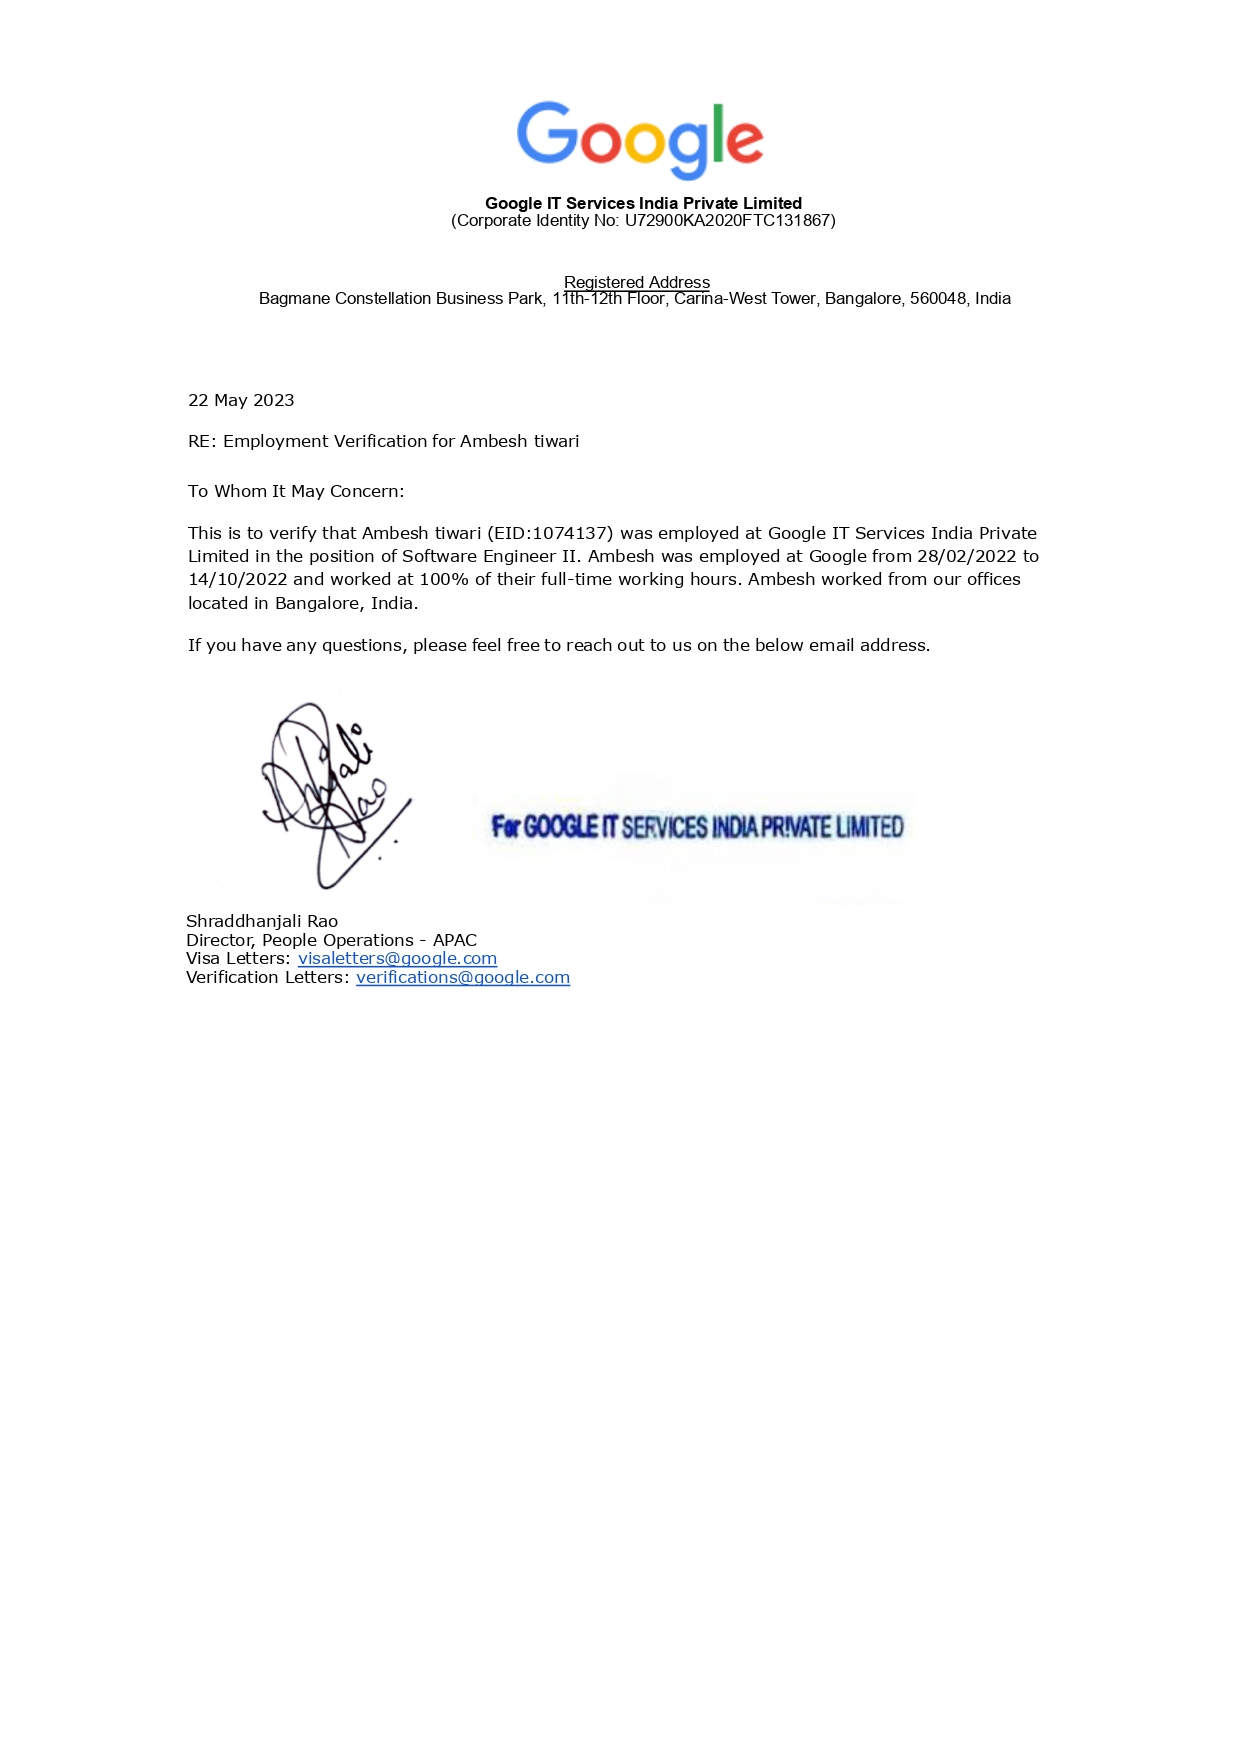 Google
Google IT Services India Private Limited
(Corporate Identity No: U72900KA2020FTC131867)
Registered Address
Bagmane Constellation Business Park, 11th-12th Floor, Carina-West Tower, Bangalore, 560048, India
22 May 2023
RE: Employment Verification for Ambesh tiwari
To Whom It May Concern:
This is to verify that Ambesh tiwari (EID:1074137) was employed at Google IT Services India Private
Limited in the position of Software Engineer II. Ambesh was employed at Google from 28/02/2022 to
14/10/2022 and worked at 100% of their full-time working hours. Ambesh worked from our offices
located in Bangalore, India.
If you have any questions, please feel free to reach out to us on the below email address.
For GOOGLE IT SERVICES INDIA PRIVATE LIMITED
Shraddhanjali Rao
Director, People Operations - APAC
Visa Letters: visaletters@google.com
Verification Letters: verifications@google.com